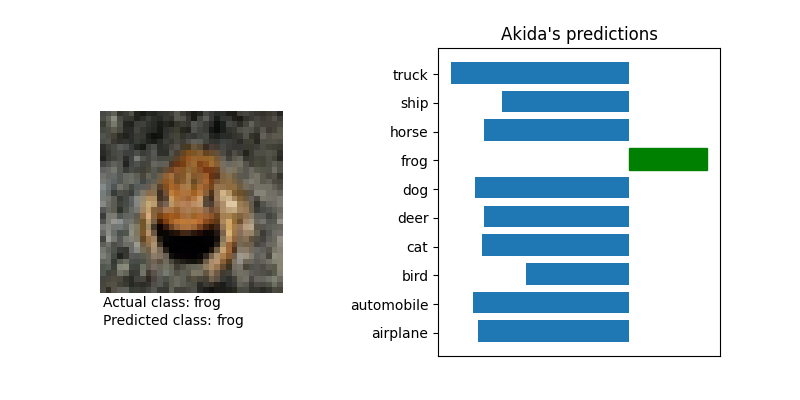 Akida's predictions
truck
ship
horse
frog
dog
deer
cat
bird
automobile
airplane
Actual class: frog
Predicted class: frog